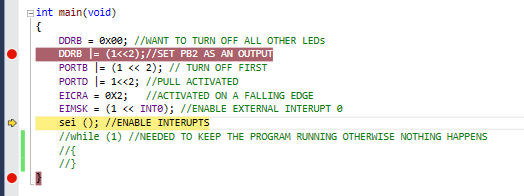 int main(void)
{
DDRB = 0x00; //WANT TO TURN OFF ALL OTHER LEDs
DDRB |= (1<<2);//SET PB2 AS AN OUTPUT
PORTB |= (1 << 2); // TURN OFF FIRST
PORTD |= 1<<2; //PULL ACTIVATED
EICRA = 0X2; //ACTIVATED ON A FALLING EDGE
EIMSK = (1 << INT0); //ENABLE EXTERNAL INTERUPT 0
sei (); //ENABLE INTERUPTS
//while (1) //NEEDED TO KEEP THE PROGRAM RUNNING OTHERWISE NOTHING HAPPENS
//{
//}
}